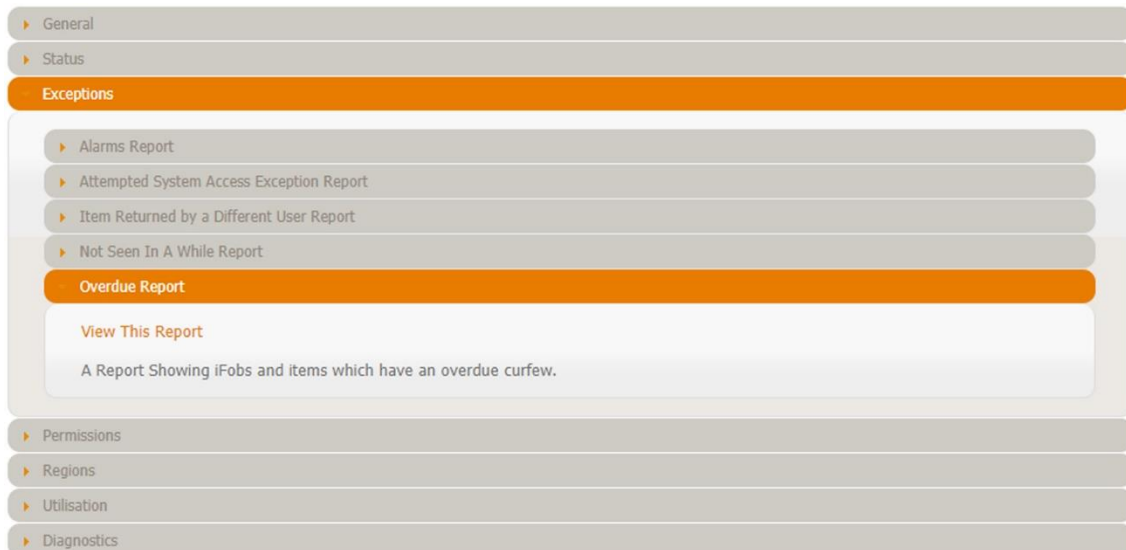 General
Status
Exceptions
Alarms Report
Attempted System Access Exception Report
Item Returned by a Different User Report
Not Seen In A While Report
Overdue Report
View This Report
A Report Showing iFobs and items which have an overdue curfew.
Permissions
Regions
Utilisation
Diagnostics